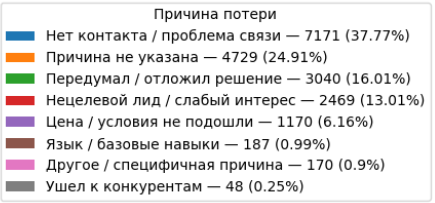 Причина потери
Нет контакта / проблема связи — 7171 (37.77%)
Причина не указана — 4729 (24.91%)
Передумал / отложил решение — 3040 (16.01%)
Нецелевой лид / слабый интерес — 2469 (13.01%)
Цена / условия не подошли — 1170 (6.16%)
Язык / базовые навыки — 187 (0.99%)
Другое / специфичная причина — 170 (0.9%)
Ушел к конкурентам — 48 (0.25%)